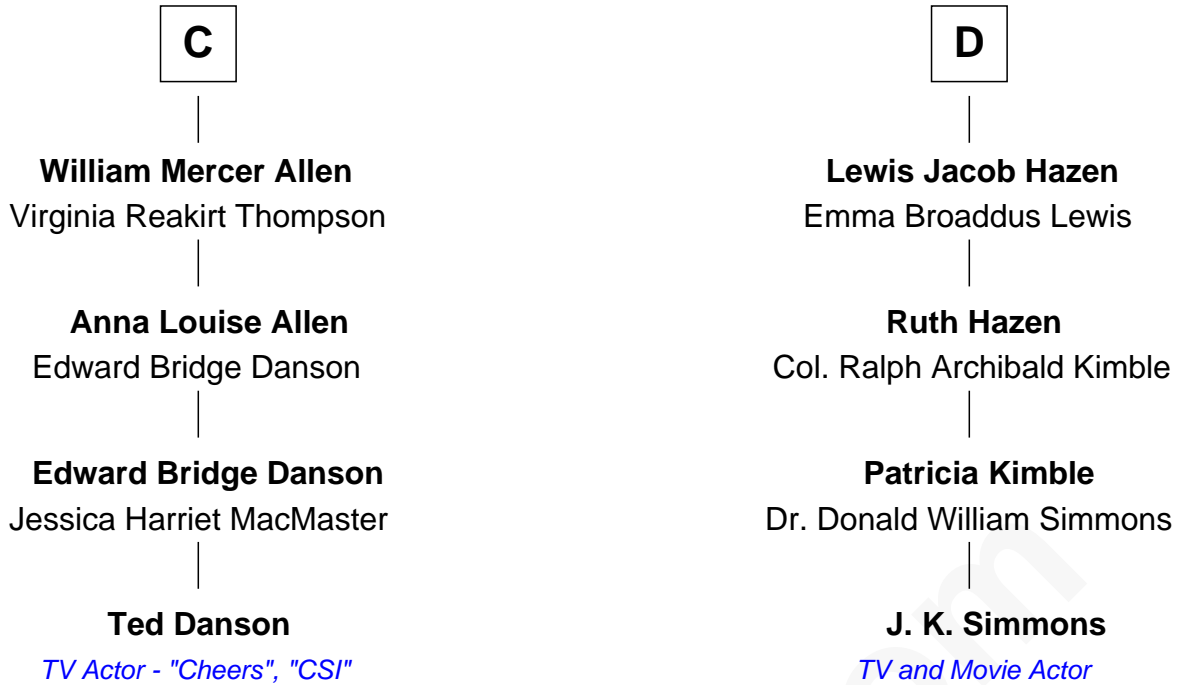 C
William Mercer Allen
Virginia Reakirt Thompson
Anna Louise Allen
Edward Bridge Danson
Edward Bridge Danson
Jessica Harriet MacMaster
Ted Danson
TV Actor - "Cheers", "CSI"
D
Lewis Jacob Hazen
Emma Broaddus Lewis
Ruth Hazen
Col. Ralph Archibald Kimble
Patricia Kimble
Dr. Donald William Simmons
J. K. Simmons
TV and Movie Actor